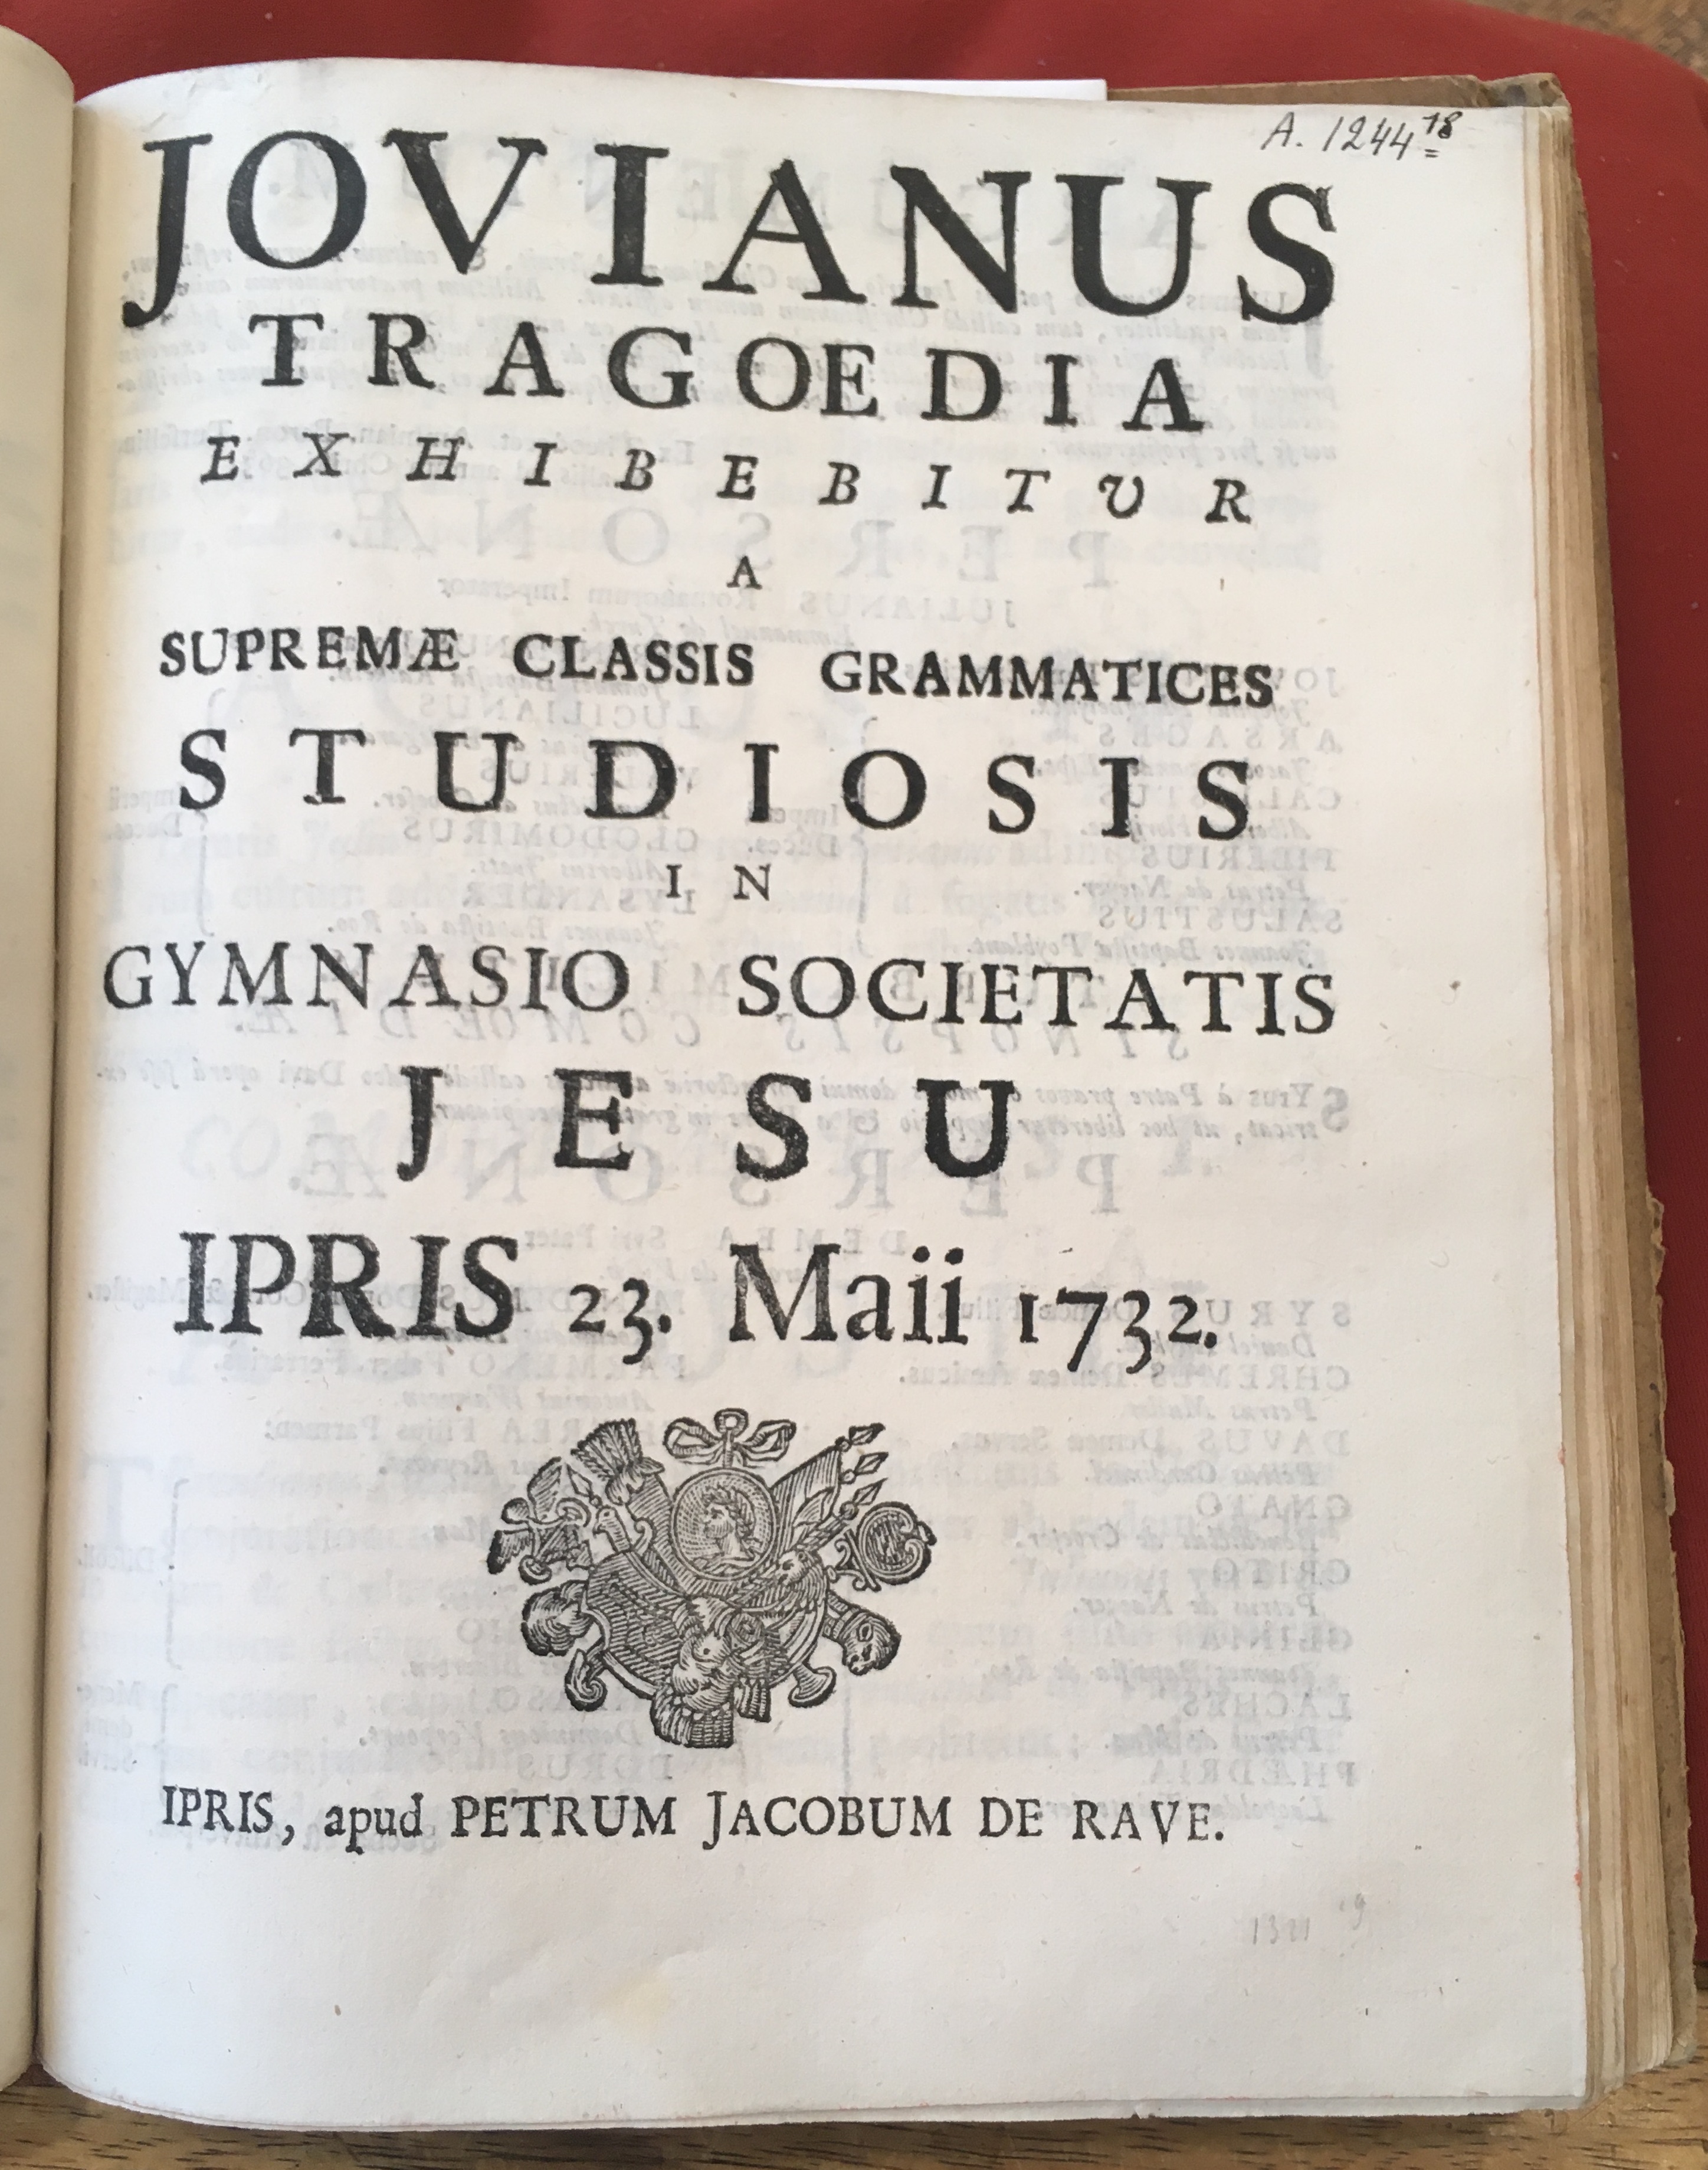 A. 1244 18
JOVIANUS
TRAGOEDIA
EXHIBEBITUR
A
SUPREMÆ CLASSIS GRAMMATICES
STUDIOSIS
IN
GYMNASIO SOCIETATIS
JESU
IPRIS 23. Maii 1732.
IPRIS, apud PETRUM JACOBUM DE RAVE.